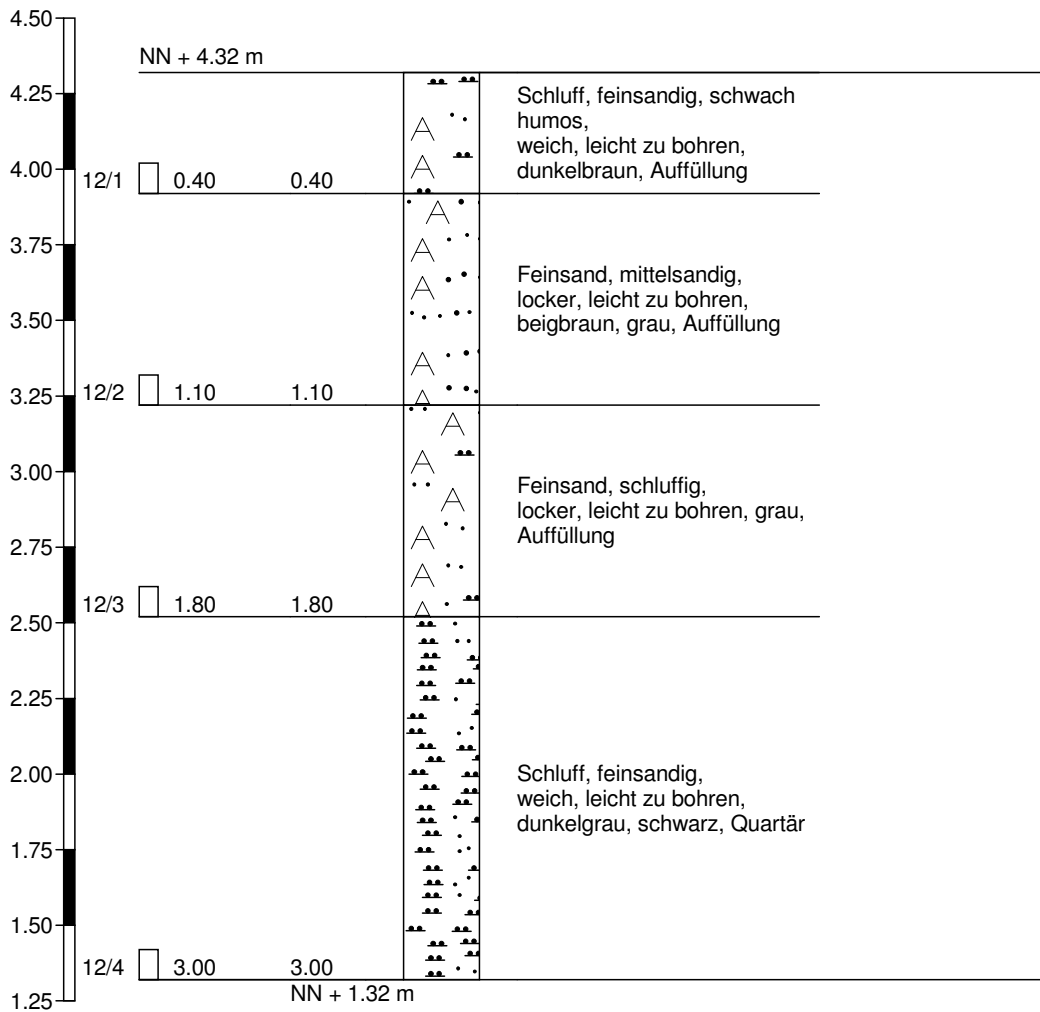 4.50
NN + 4.32 m
4.25
Schluff, feinsandig, schwach
humos,
weich, leicht zu bohren,
dunkelbraun, Auffüllung
4.00
12/1 0.40 0.40
3.75
Feinsand, mittelsandig,
locker, leicht zu bohren,
beigbraun, grau, Auffüllung
3.50
12/2 1.10 1.10
3.25
3.00
Feinsand, schluffig,
locker, leicht zu bohren, grau,
Auffüllung
2.75
12/3 1.80 1.80
2.50
2.25
2.00
Schluff, feinsandig,
weich, leicht zu bohren,
dunkelgrau, schwarz, Quartär
1.75
1.50
12/4 3.00 3.00
NN + 1.32 m
1.25